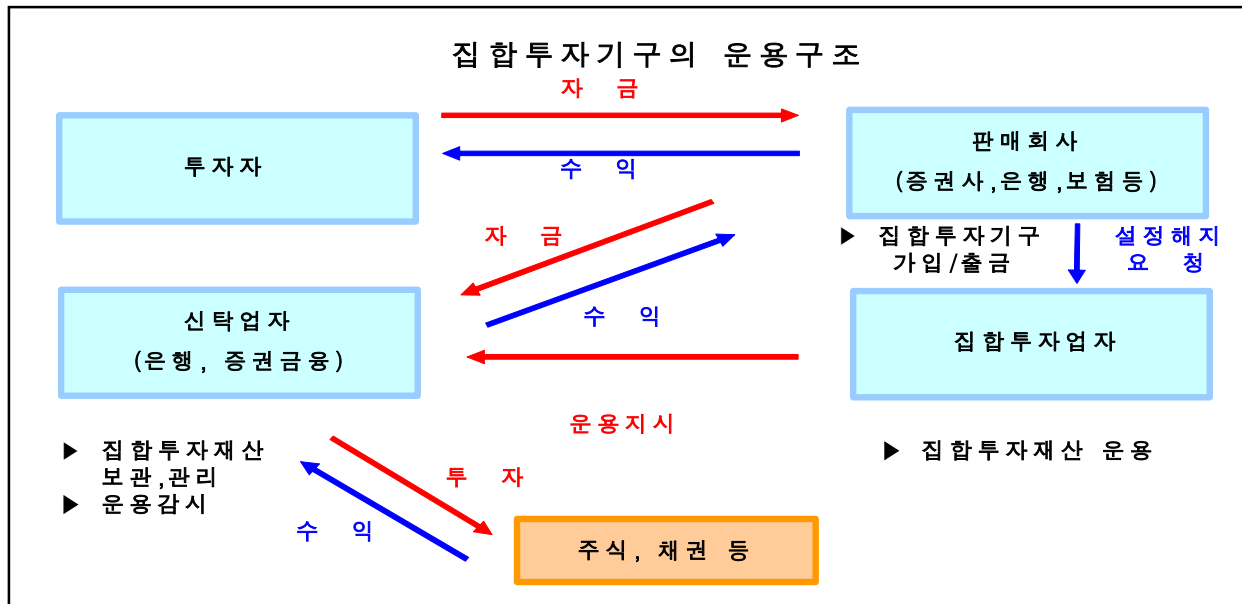 집합투자기구의 운용구조
자 금
투자자
수 익
판매회사
(증권사,은행,보험등)
자 금
▶ 집합투자기구
가입/출금
설정해지
요 청
신탁업자
(은행, 증권금융)
수 익
집합투자업자
운용지시
▶ 집합투자재산
보관,관리
▶ 운용감시
▶ 집합투자재산 운용
투 자
수 익
주식, 채권 등